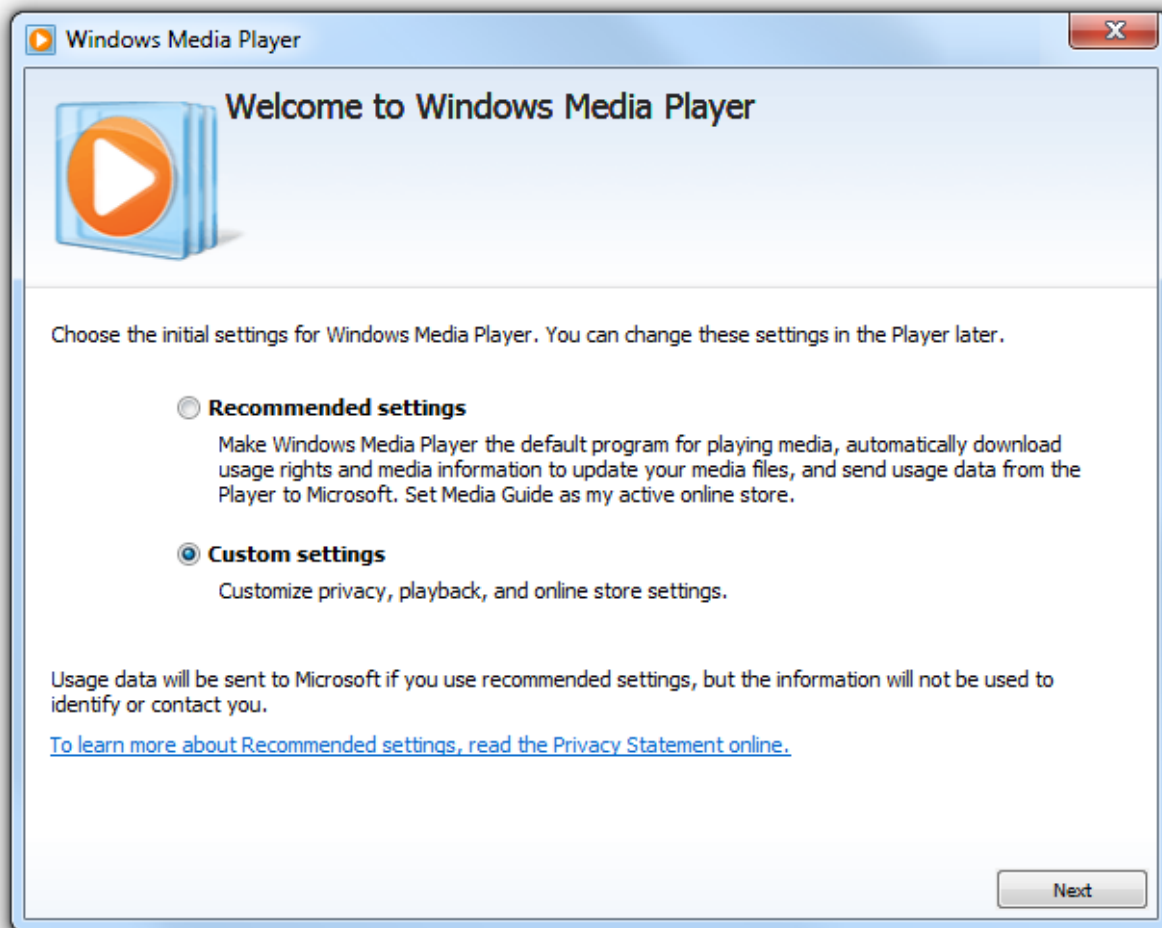 Windows Media Player
Welcome to Windows Media Player
Choose the initial settings for Windows Media Player. You can change these settings in the Player later.
Recommended settings
Make Windows Media Player the default program for playing media, automatically download
usage rights and media information to update your media files, and send usage data from the
Player to Microsoft. Set Media Guide as my active online store.
Custom settings
Customize privacy, playback, and online store settings.
Usage data will be sent to Microsoft if you use recommended settings, but the information will not be used to
identify or contact you.
To learn more about Recommended settings, read the Privacy Statement online.
Next